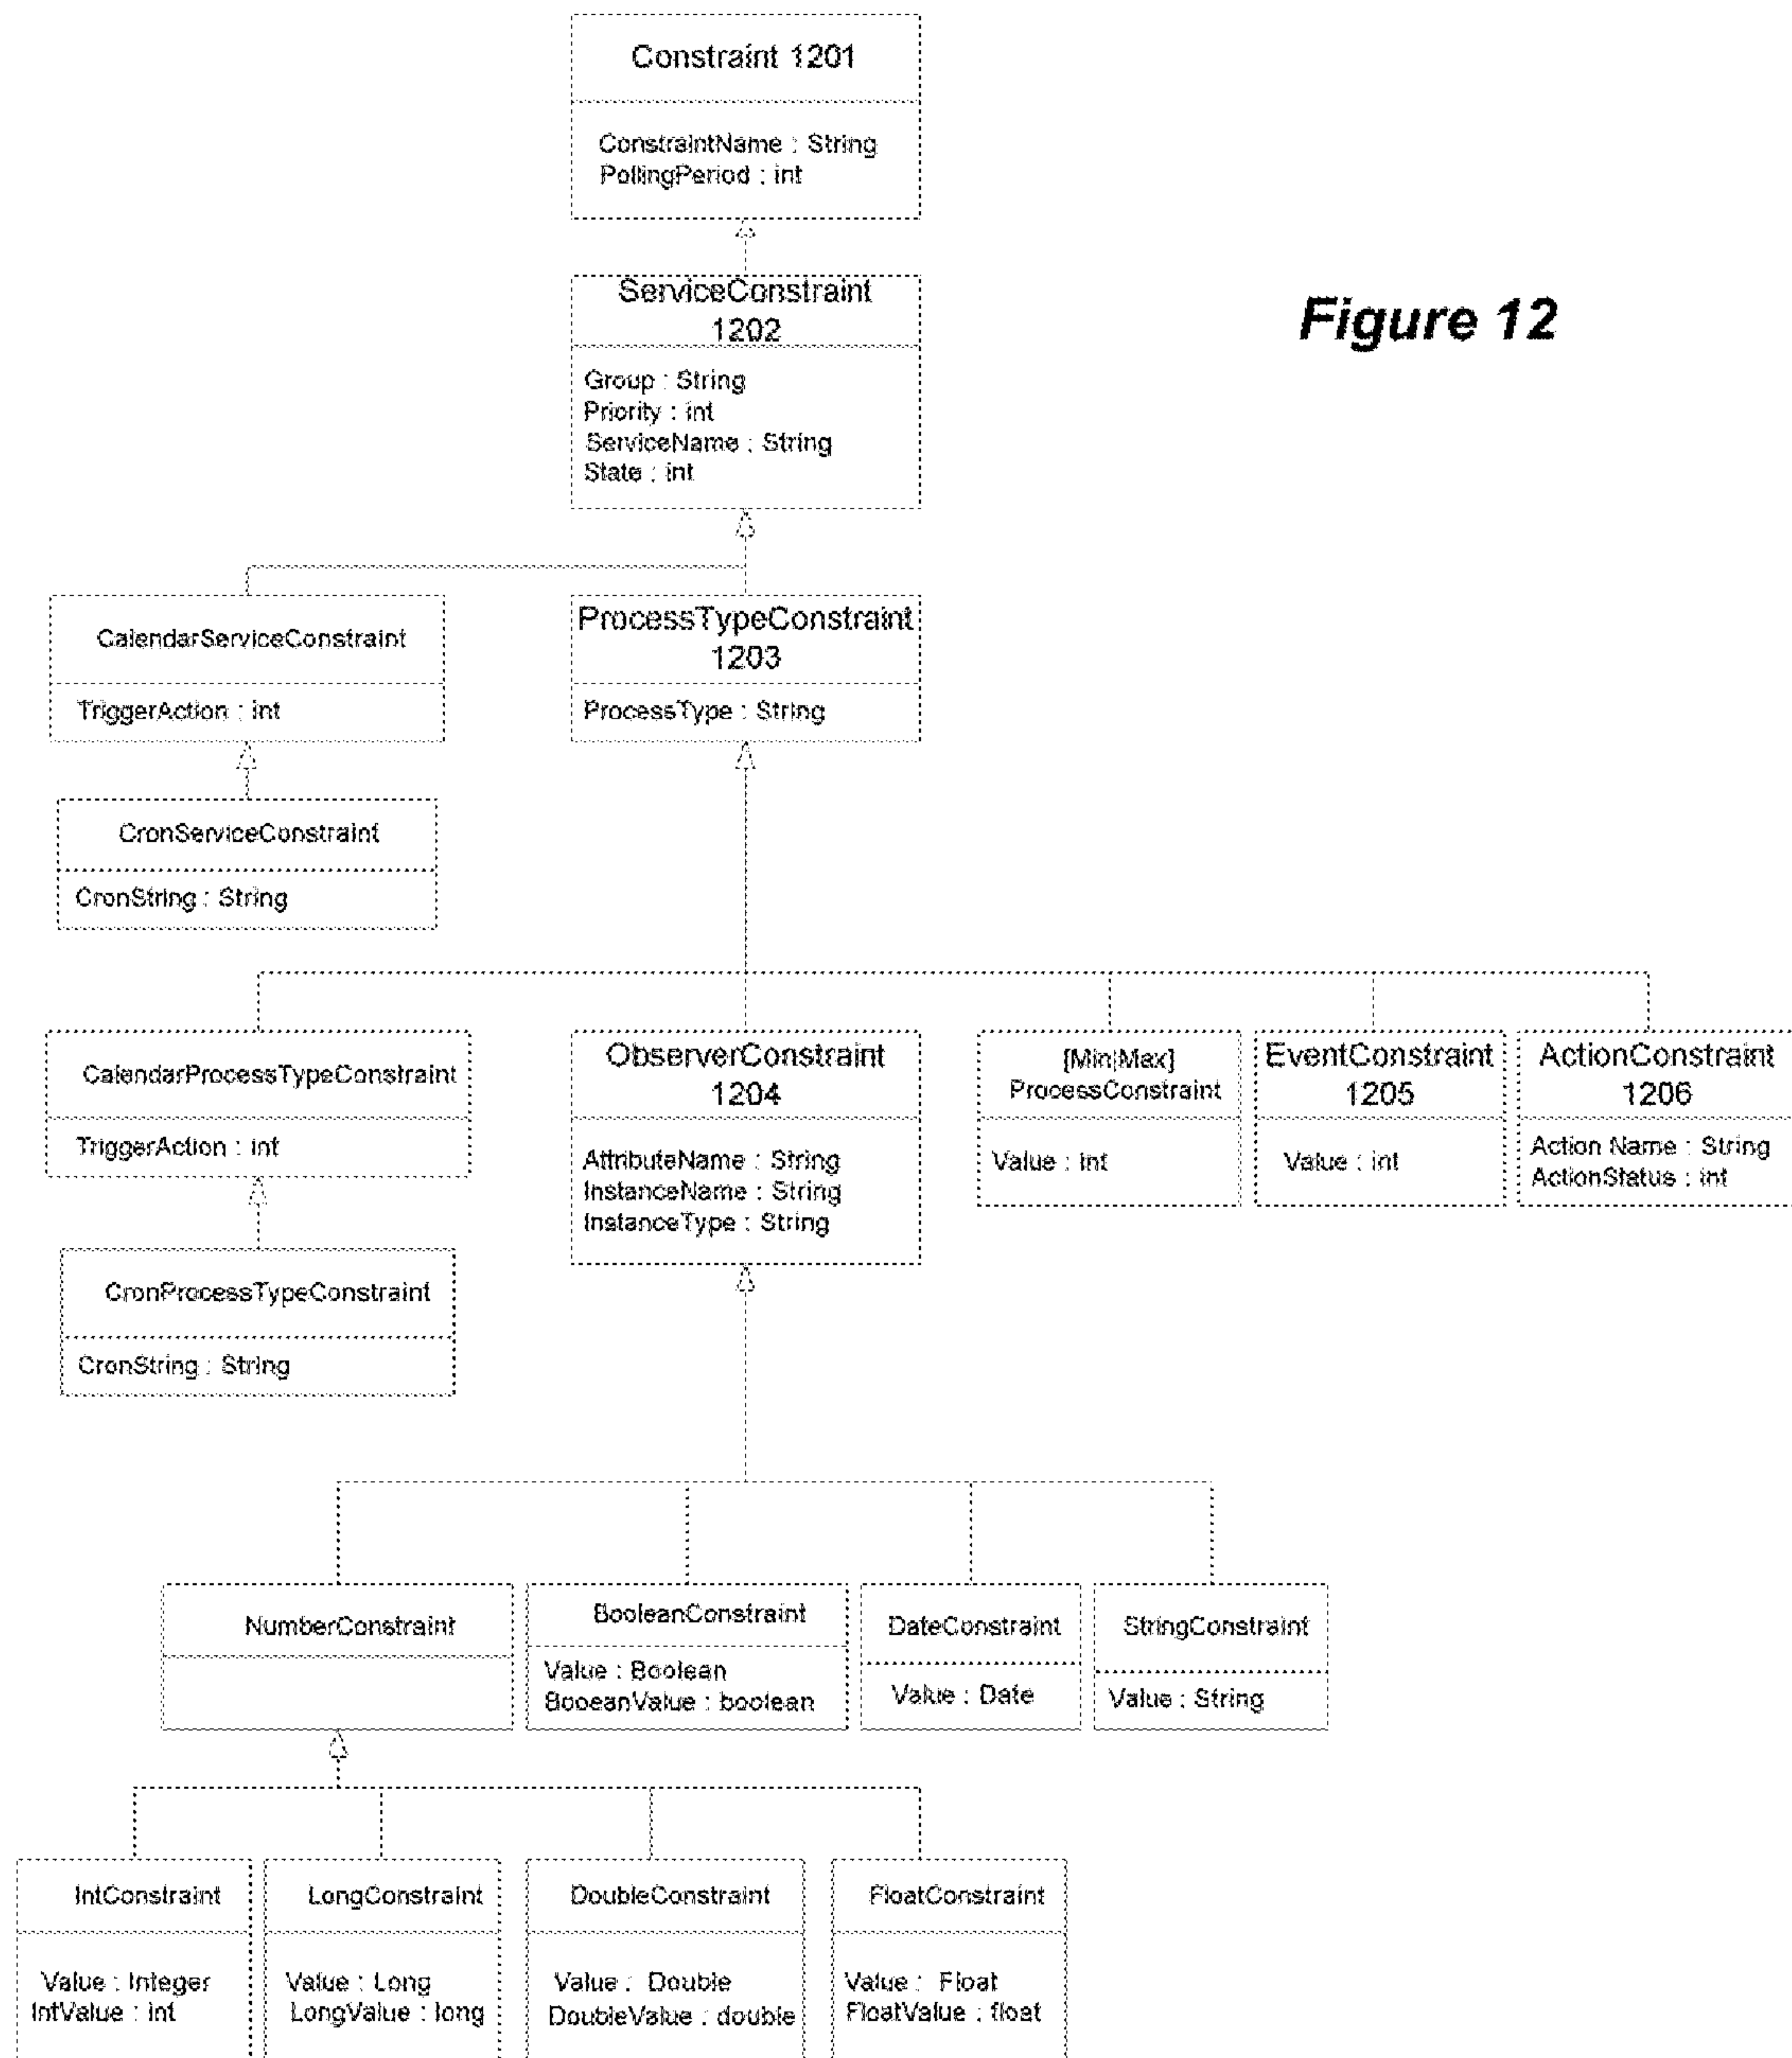 Constraint 1201
ConstraintName : String
PollingPeriod : int
Figure 12
ServiceConstraint
1202
Group : String
Priority : int
ServiceName : String
State : int
CalendarServiceConstraint
TriggerAction : int
ProcessTypeConstraint
1203
ProcessType : String
CronServiceConstraint
CronString : String
CalendarProcessTypeConstraint
TriggerAction : int
ObserverConstraint
1204
AttributeName : String
InstanceName : String
InstanceType : String
[Min|Max]
ProcessConstraint
Value : int
EventConstraint
1205
Value : int
ActionConstraint
1206
Action Name : String
ActionStatus : int
CronProcessTypeConstraint
CronString : String
NumberConstraint
BooleanConstraint
Value : Boolean
BooeanValue : boolean
DateConstraint
Value : Date
StringConstraint
Value : String
IntConstraint
Value : Integer
IntValue : int
LongConstraint
Value : Long
LongValue : long
DoubleConstraint
Value : Double
DoubleValue : double
FloatConstraint
Value : Float
FloatValue : float